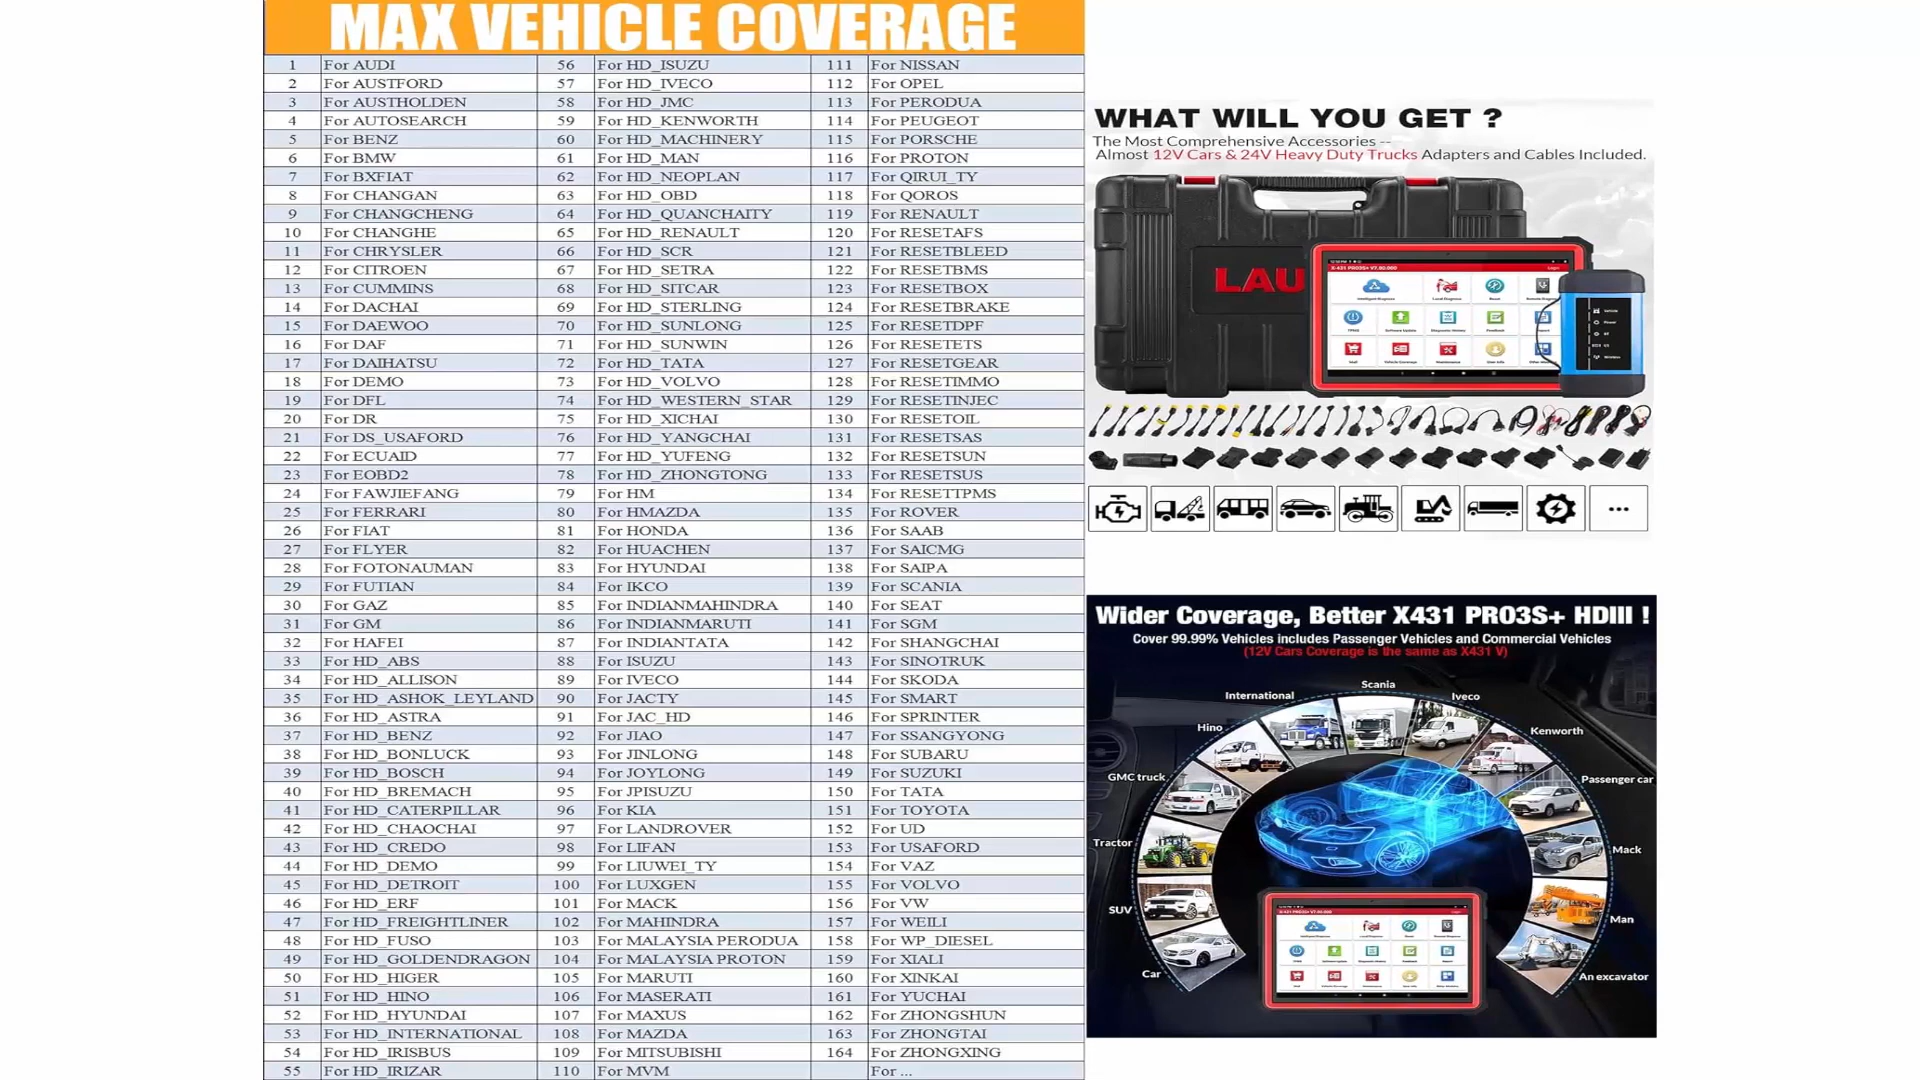 MAX VEHICLE COVERAGE
1 For AUDI 56 For HD_ISUZU 111 For NISSAN
2 For AUSTFORD 57 For HD_IVECO 112 For OPEL
3 For AUSTHOLDEN 58 For HD_JMC 113 For PERODUA
4 For AUTOSEARCH 59 For HD_KENWORTH 114 For PEUGEOT
5 For BENZ 60 For HD_MACHINERY 115 For PORSCHE
6 For BMW 61 For HD_MAN 116 For PROTON
7 For BXFIAT 62 For HD_NEOPLAN 117 For QIRUI_TY
8 For CHANGAN 63 For HD_OBD 118 For QOROS
9 For CHANGCHENG 64 For HD_QUANCHAITY 119 For RENAULT
10 For CHANGHE 65 For HD_RENAULT 120 For RESETAFS
11 For CHRYSLER 66 For HD_SCR 121 For RESETBLEED
12 For CITROEN 67 For HD_SETRA 122 For RESETBMS
13 For CUMMINS 68 For HD_SITCAR 123 For RESETBOX
14 For DACHAI 69 For HD_STERLING 124 For RESETBRAKE
15 For DAEWOO 70 For HD_SUNLONG 125 For RESETDPF
16 For DAF 71 For HD_SUNWIN 126 For RESETETS
17 For DAIHATSU 72 For HD_TATA 127 For RESETGEAR
18 For DEMO 73 For HD_VOLVO 128 For RESETIMMO
19 For DFL 74 For HD_WESTERN_STAR 129 For RESETINJEC
20 For DR 75 For HD_XICHAI 130 For RESETOIL
21 For DS_USAFORD 76 For HD_YANGCHAI 131 For RESETSAS
22 For ECUAID 77 For HD_YUFENG 132 For RESETSUN
23 For EOBD2 78 For HD_ZHONGTONG 133 For RESETSUS
24 For FAWJIEFANG 79 For HM 134 For RESETTPMS
25 For FERRARI 80 For HMAZDA 135 For ROVER
26 For FIAT 81 For HONDA 136 For SAAB
27 For FLYER 82 For HUACHEN 137 For SAICMG
28 For FOTONAUMAN 83 For HYUNDAI 138 For SAIPA
29 For FUTIAN 84 For IKCO 139 For SCANIA
30 For GAZ 85 For INDIANMAHINDRA 140 For SEAT
31 For GM 86 For INDIANMARUTI 141 For SGM
32 For HAFEI 87 For INDIANTATA 142 For SHANGCHAI
33 For HD_ABS 88 For ISUZU 143 For SINOTRUK
34 For HD_ALLISON 89 For IVECO 144 For SKODA
35 For HD_ASHOK_LEYLAND 90 For JACTY 145 For SMART
36 For HD_ASTRA 91 For JAC_HD 146 For SPRINTER
37 For HD_BENZ 92 For JIAO 147 For SSANGYONG
38 For HD_BONLUCK 93 For JINLONG 148 For SUBARU
39 For HD_BOSCH 94 For JOYLONG 149 For SUZUKI
40 For HD_BREMACH 95 For JPISUZU 150 For TATA
41 For HD_CATERPILLAR 96 For KIA 151 For TOYOTA
42 For HD_CHAOCHAI 97 For LANDROVER 152 For UD
43 For HD_CREDO 98 For LIFAN 153 For USAFORD
44 For HD_DEMO 99 For LIUWEI_TY 154 For VAZ
45 For HD_DETROIT 100 For LUXGEN 155 For VOLVO
46 For HD_ERF 101 For MACK 156 For VW
47 For HD_FREIGHTLINER 102 For MAHINDRA 157 For WEILI
48 For HD_FUSO 103 For MALAYSIA PERODUA 158 For WP_DIESEL
49 For HD_GOLDENDRAGON 104 For MALAYSIA PROTON 159 For XIALI
50 For HD_HIGER 105 For MARUTI 160 For XINKAI
51 For HD_HINO 106 For MASERATI 161 For YUCHAI
52 For HD_HYUNDAI 107 For MAXUS 162 For ZHONGSHUN
53 For HD_INTERNATIONAL 108 For MAZDA 163 For ZHONGTAI
54 For HD_IRISBUS 109 For MITSUBISHI 164 For ZHONGXING
55 For HD_IRIZAR 110 For MVM For ...
WHAT WILL YOU GET ?
The Most Comprehensive Accessories --
Almost 12V Cars & 24V Heavy Duty Trucks Adapters and Cables Included.
LAU
X-431 PRO3S+ V7.00.000
...
Wider Coverage, Better X431 PRO3S+ HDIII !
Cover 99.99% Vehicles includes Passenger Vehicles and Commercial Vehicles
(12V Cars Coverage is the same as X431 V)
Scania
International
Iveco
Hino
Kenworth
GMC truck
Passenger car
Tractor
Mack
SUV
Man
Car
An excavator